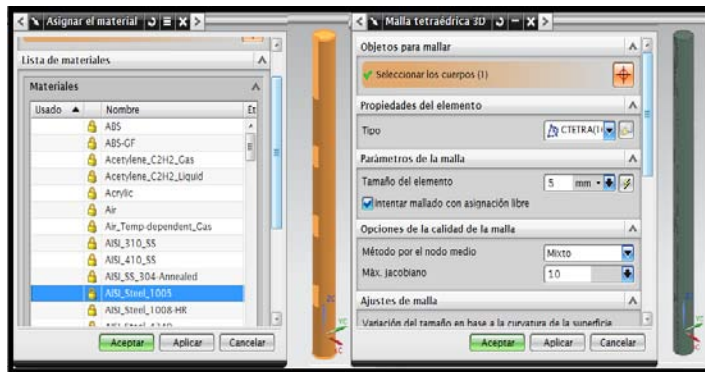 Asignar el material
Lista de materiales
Materiales
Usado Nombre Et
ABS
ABS-GF
Acetylene_C2H2_Gas
Acetylene_C2H2_Liquid
Acrylic
Air
Air_Temp-dependent_Gas
AISI_310_SS
AISI_410_SS
AISI_SS_304-Annealed
AISI_Steel_1005
AISI_Steel_1008-HR
Aceptar Aplicar Cancelar
Malla tetraédrica 3D
Objetos para mallar
Seleccionar los cuerpos (1)
Propiedades del elemento
Tipo CTETRA(1
Parámetros de la malla
Tamaño del elemento 5 mm
Intentar mallado con asignación libre
Opciones de la calidad de la malla
Método por el nodo medio Mixto
Máx. Jacobiano 10
Ajustes de malla
Variación del tamaño en base a la curvatura de la superficie
Aceptar Aplicar Cancelar